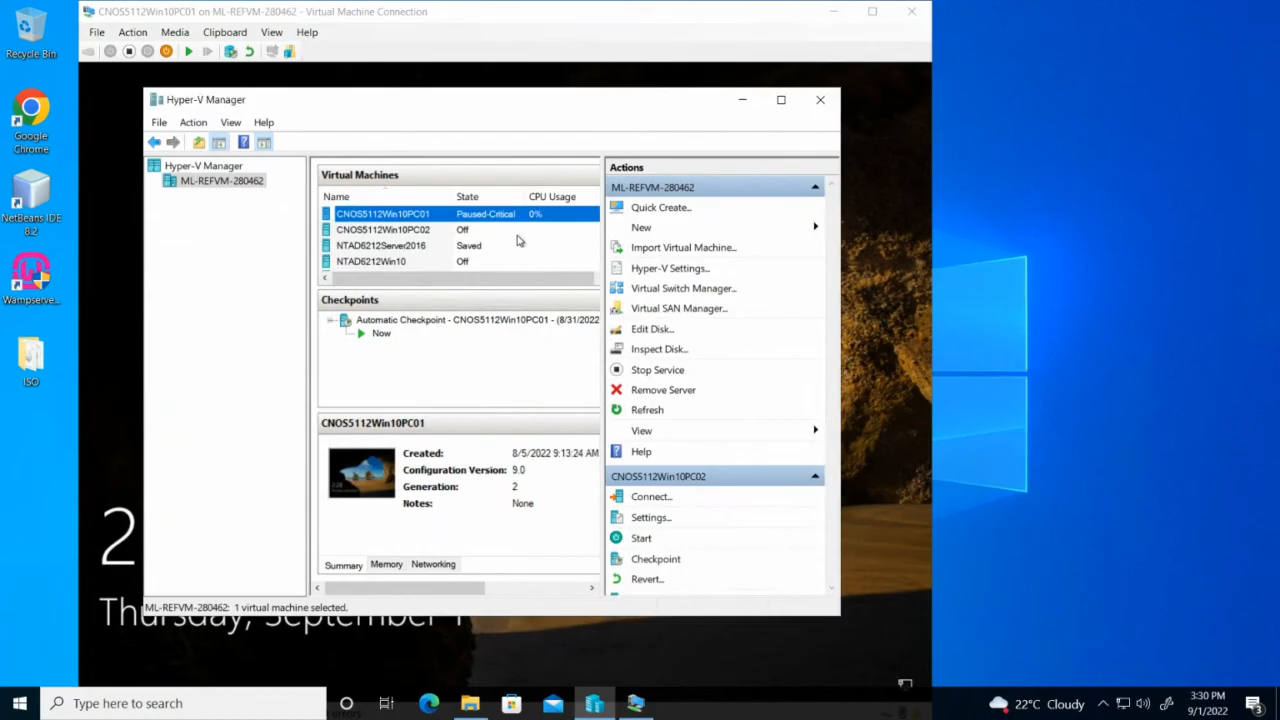 CNOS5112Win10PC01 on ML-REFVM-280462 - Virtual Machine Connection
File Action Media Clipboard View Help
Recycle Bin
Google Chrome
NetBeans IDE 8.2
Wampserve...
ISO
Hyper-V Manager
File Action View Help
Hyper-V Manager
ML-REFVM-280462
Virtual Machines
Name State CPU Usage
CNOS5112Win10PC01 Paused-Critical 0%
CNOS5112Win10PC02 Off
NTAD6212Server2016 Saved
NTAD6212Win10 Off
Checkpoints
Automatic Checkpoint - CNOS5112Win10PC01 - (8/31/2022
Now
CNOS5112Win10PC01
Created: 8/5/2022 9:13:24 AM
Configuration Version: 9.0
Generation: 2
Notes: None
Summary Memory Networking
Actions
ML-REFVM-280462
Quick Create...
New
Import Virtual Machine...
Hyper-V Settings...
Virtual Switch Manager...
Virtual SAN Manager...
Edit Disk...
Inspect Disk...
Stop Service
Remove Server
Refresh
View
Help
CNOS5112Win10PC02
Connect...
Settings...
Start
Checkpoint
Revert...
ML-REFVM-280462: 1 virtual machine selected.
2
Thursday, September 1
Type here to search
22°C Cloudy
3:30 PM
9/1/2022
3